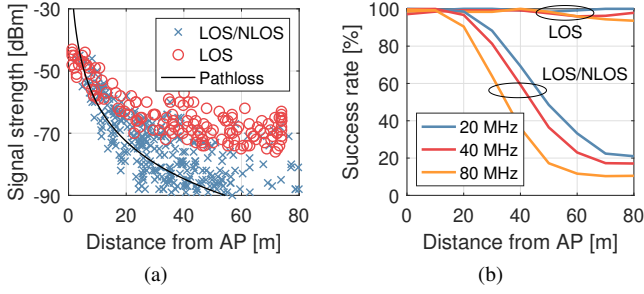 Signal strength [dBm]
-30
-50
-70
-90
LOS/NLOS
LOS
Pathloss
0 20 40 60 80
Distance from AP [m]
(a)
Success rate [%]
100
80
60
40
20
0
LOS
LOS/NLOS
20 MHz
40 MHz
80 MHz
0 20 40 60 80
Distance from AP [m]
(b)